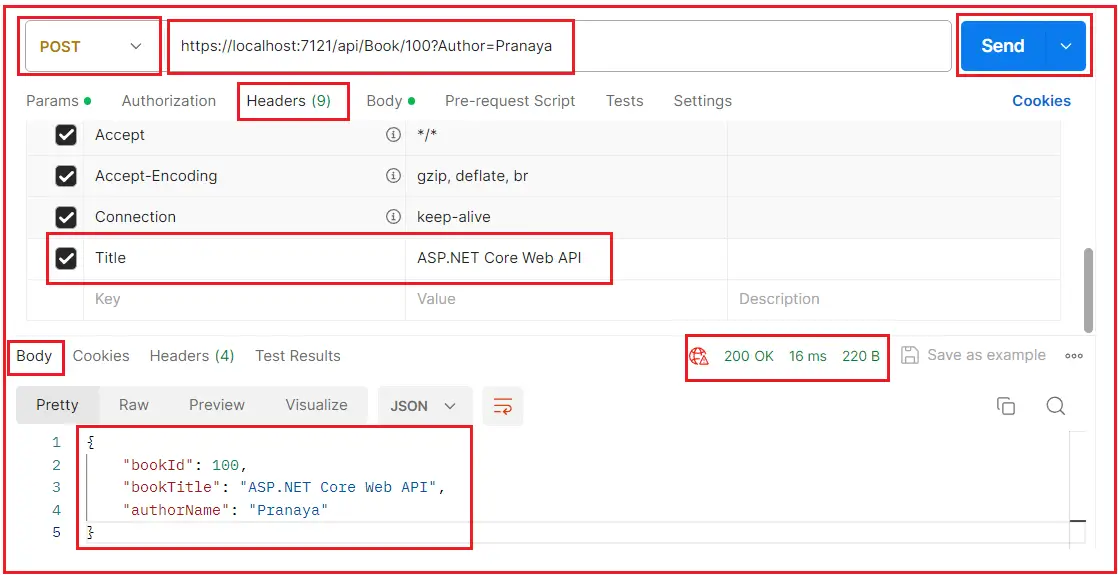 POST https://localhost:7121/api/Book/100?Author=Pranaya Send
Params Authorization Headers (9) Body Pre-request Script Tests Settings Cookies
Accept */*
Accept-Encoding gzip, deflate, br
Connection keep-alive
Title ASP.NET Core Web API
Key Value Description
Body Cookies Headers (4) Test Results 200 OK 16 ms 220 B Save as example
Pretty Raw Preview Visualize JSON
1 {
2 "bookId": 100,
3 "bookTitle": "ASP.NET Core Web API",
4 "authorName": "Pranaya"
5 }